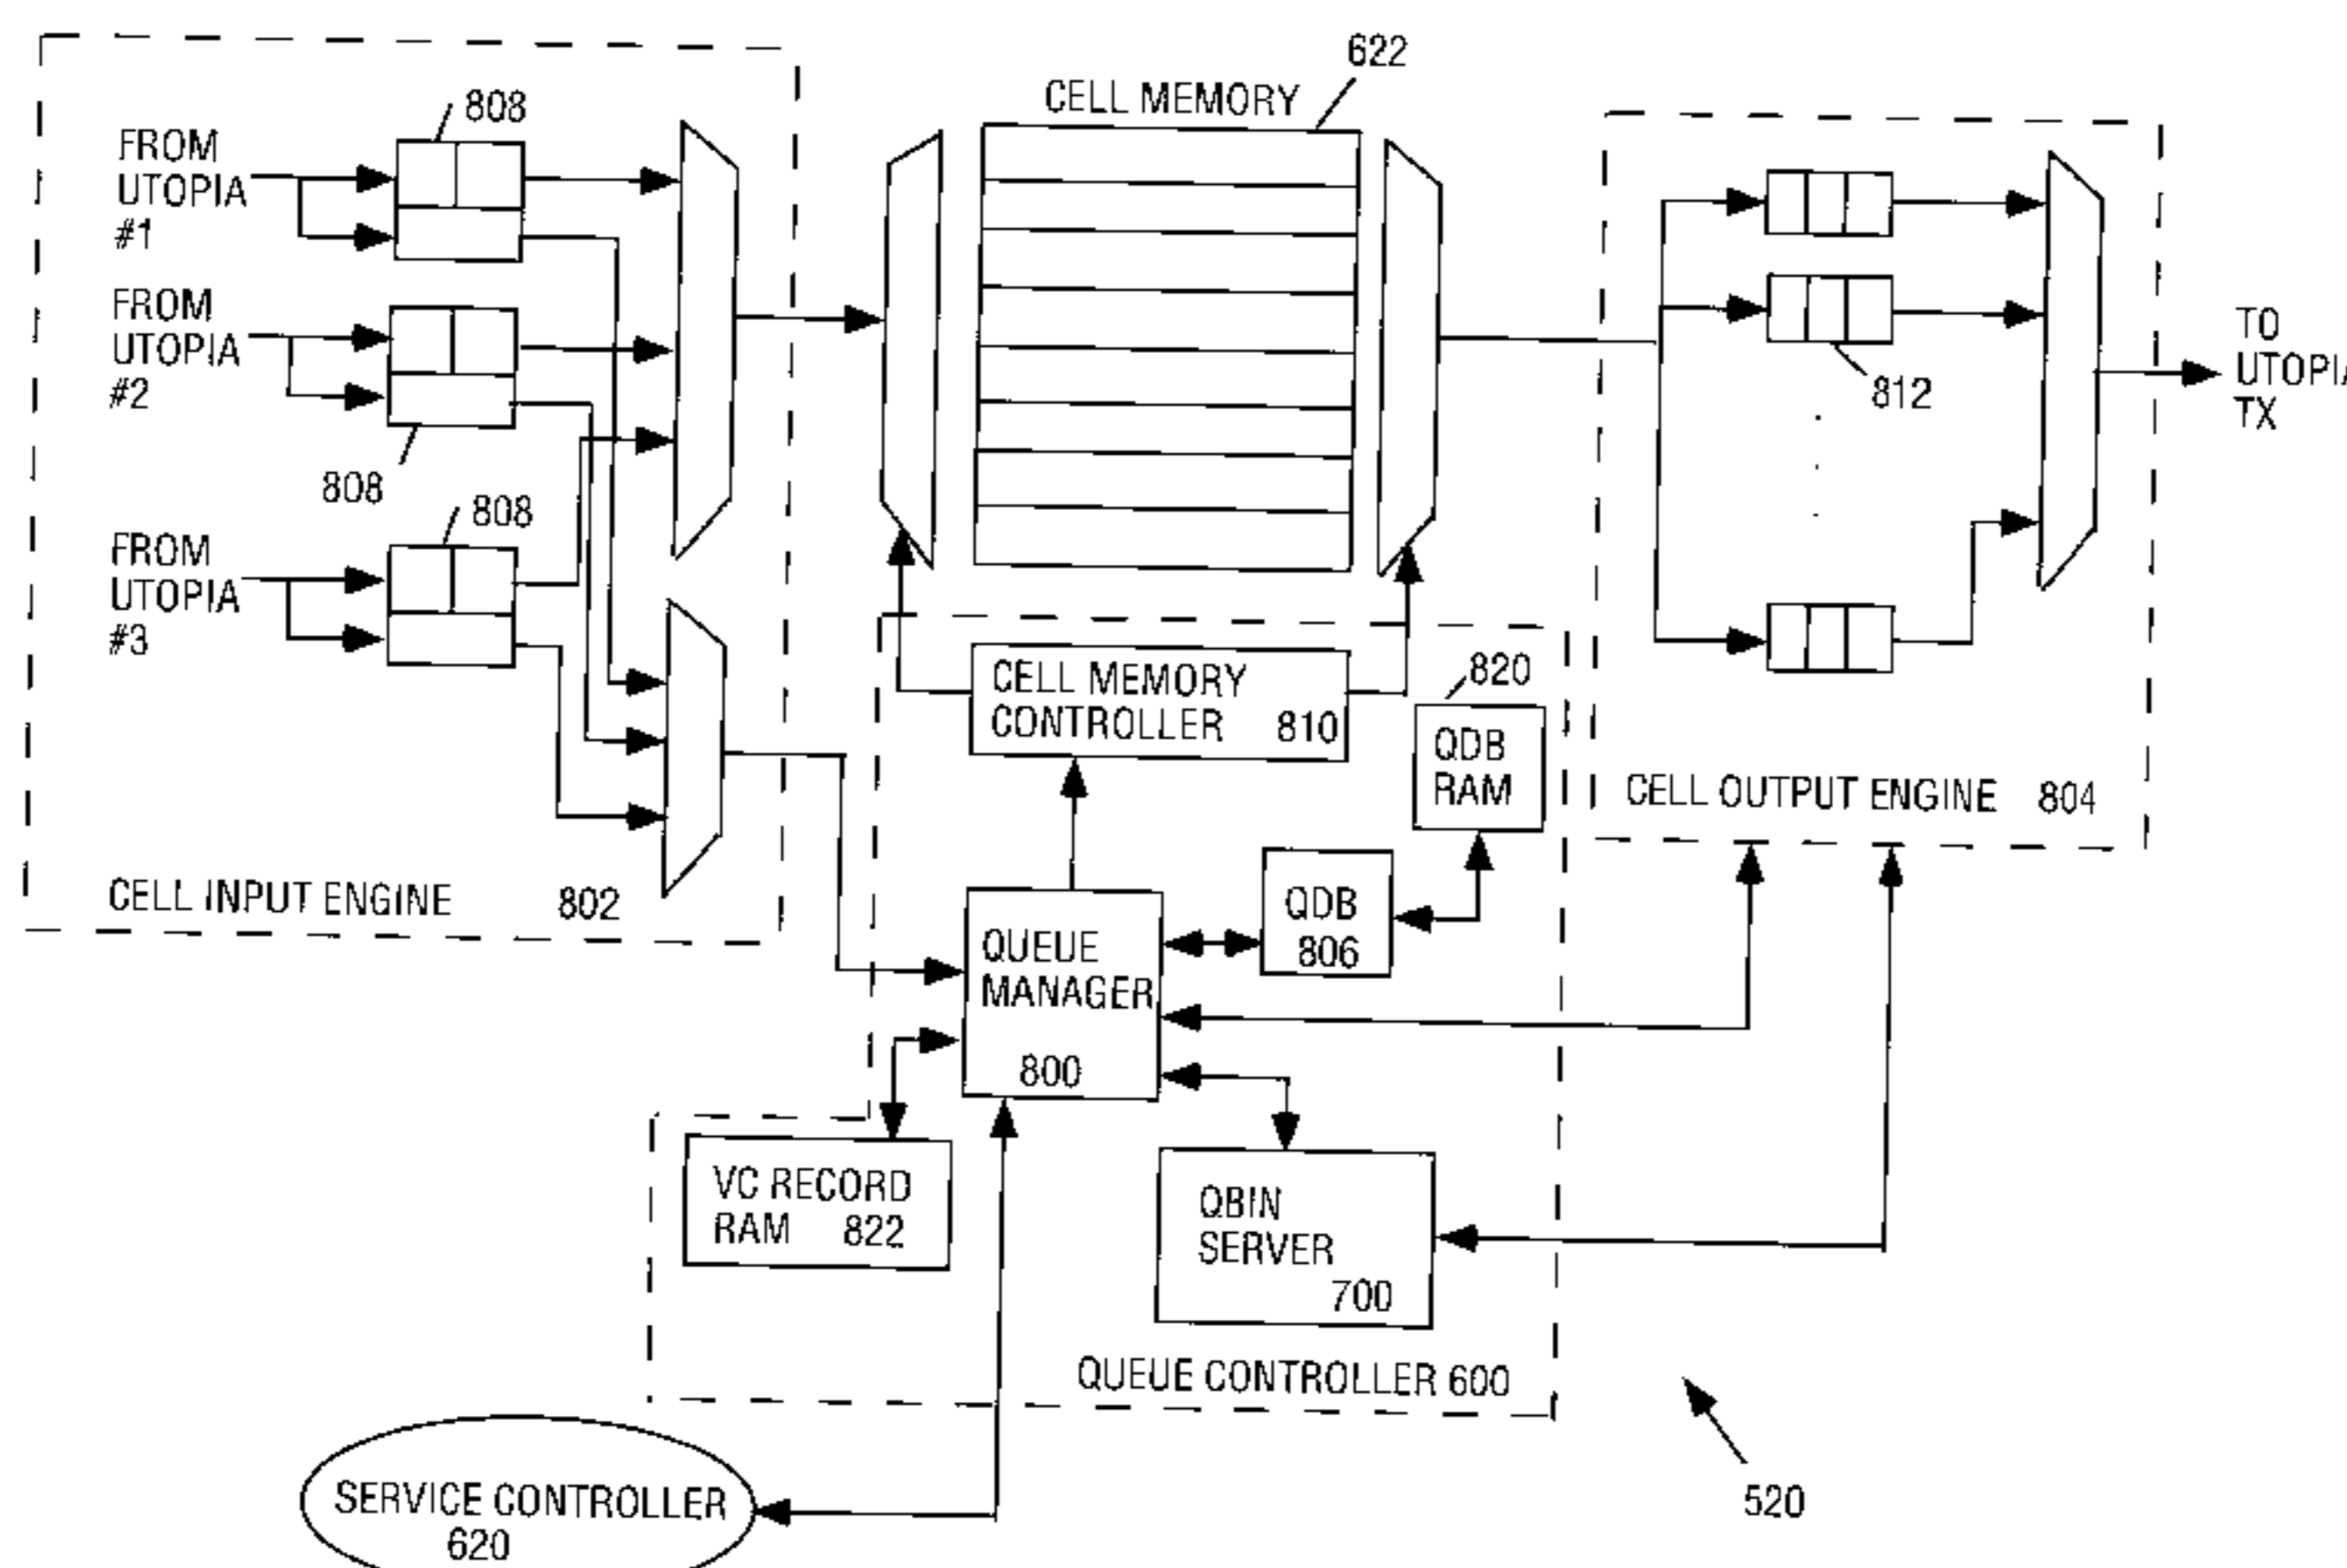 622
CELL MEMORY
808
FROM
UTOPIA
#1
FROM
UTOPIA
#2
808
808
FROM
UTOPIA
#3
812
TO
UTOPIA
TX
CELL MEMORY
CONTROLLER 810
820
QDB
RAM
CELL OUTPUT ENGINE 804
CELL INPUT ENGINE 802
QDB
806
QUEUE
MANAGER
800
VC RECORD
RAM 822
QBIN
SERVER
700
QUEUE CONTROLLER 600
SERVICE CONTROLLER
620
520